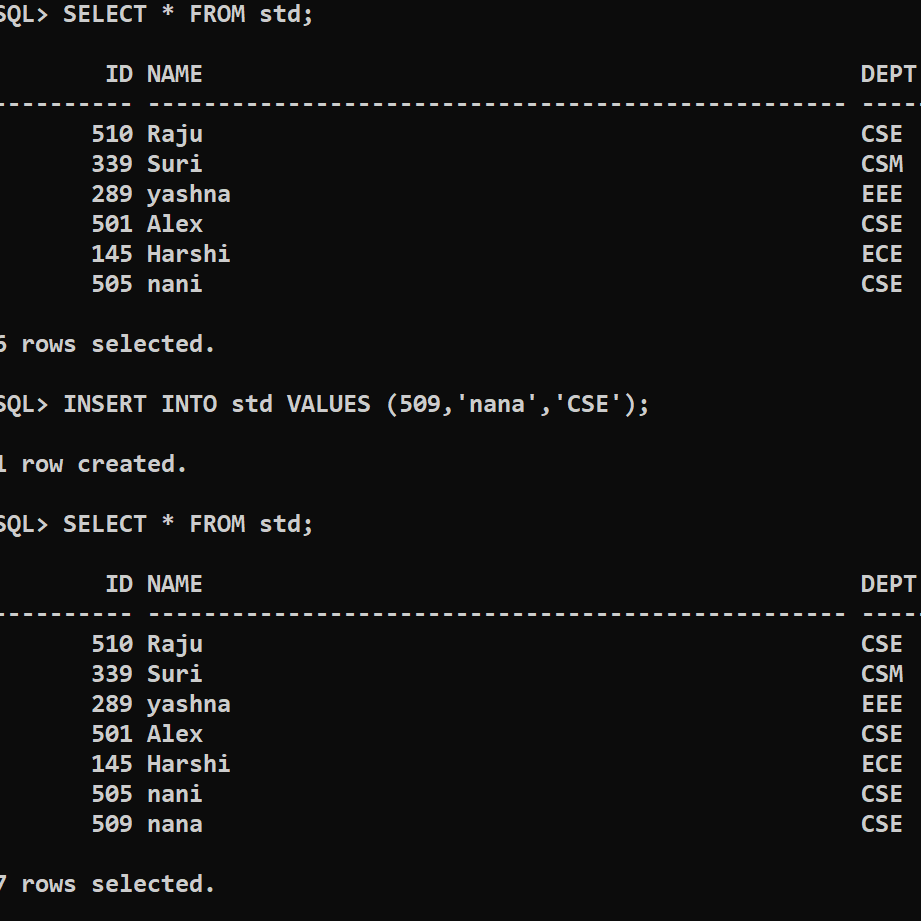 SQL> SELECT * FROM std;
ID NAME DEPT
---------- -------------------------------------------------- ----
510 Raju CSE
339 Suri CSM
289 yashna EEE
501 Alex CSE
145 Harshi ECE
505 nani CSE
6 rows selected.
SQL> INSERT INTO std VALUES (509,'nana','CSE');
1 row created.
SQL> SELECT * FROM std;
ID NAME DEPT
---------- -------------------------------------------------- ----
510 Raju CSE
339 Suri CSM
289 yashna EEE
501 Alex CSE
145 Harshi ECE
505 nani CSE
509 nana CSE
7 rows selected.